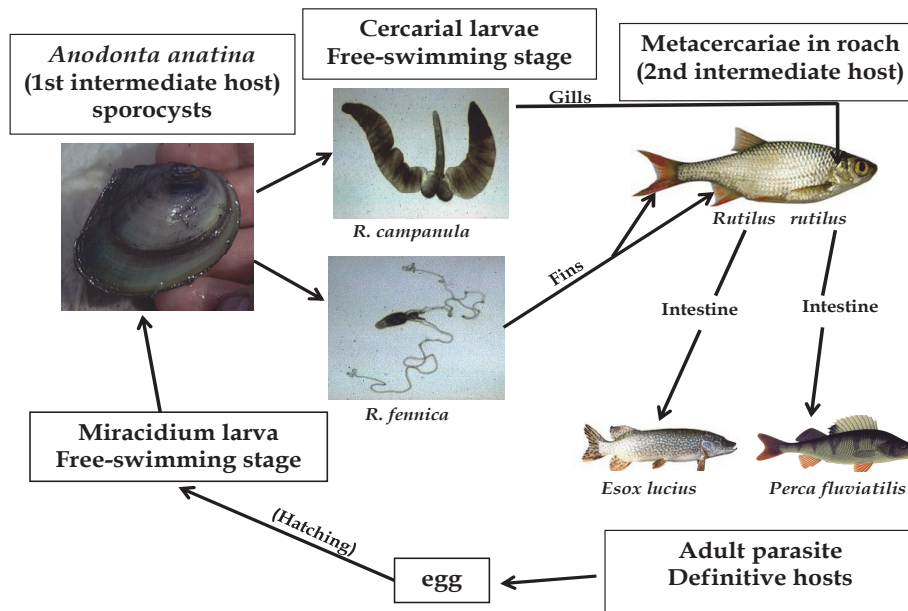 Anodonta anatina
(1st intermediate host)
sporocysts
Cercarial larvae
Free-swimming stage
Metacercariae in roach
(2nd intermediate host)
Gills
R. campanula
Rutilus rutilus
Fins
R. fennica
Intestine
Intestine
Esox lucius
Perca fluviatilis
Miracidium larva
Free-swimming stage
(Hatching)
egg
Adult parasite
Definitive hosts